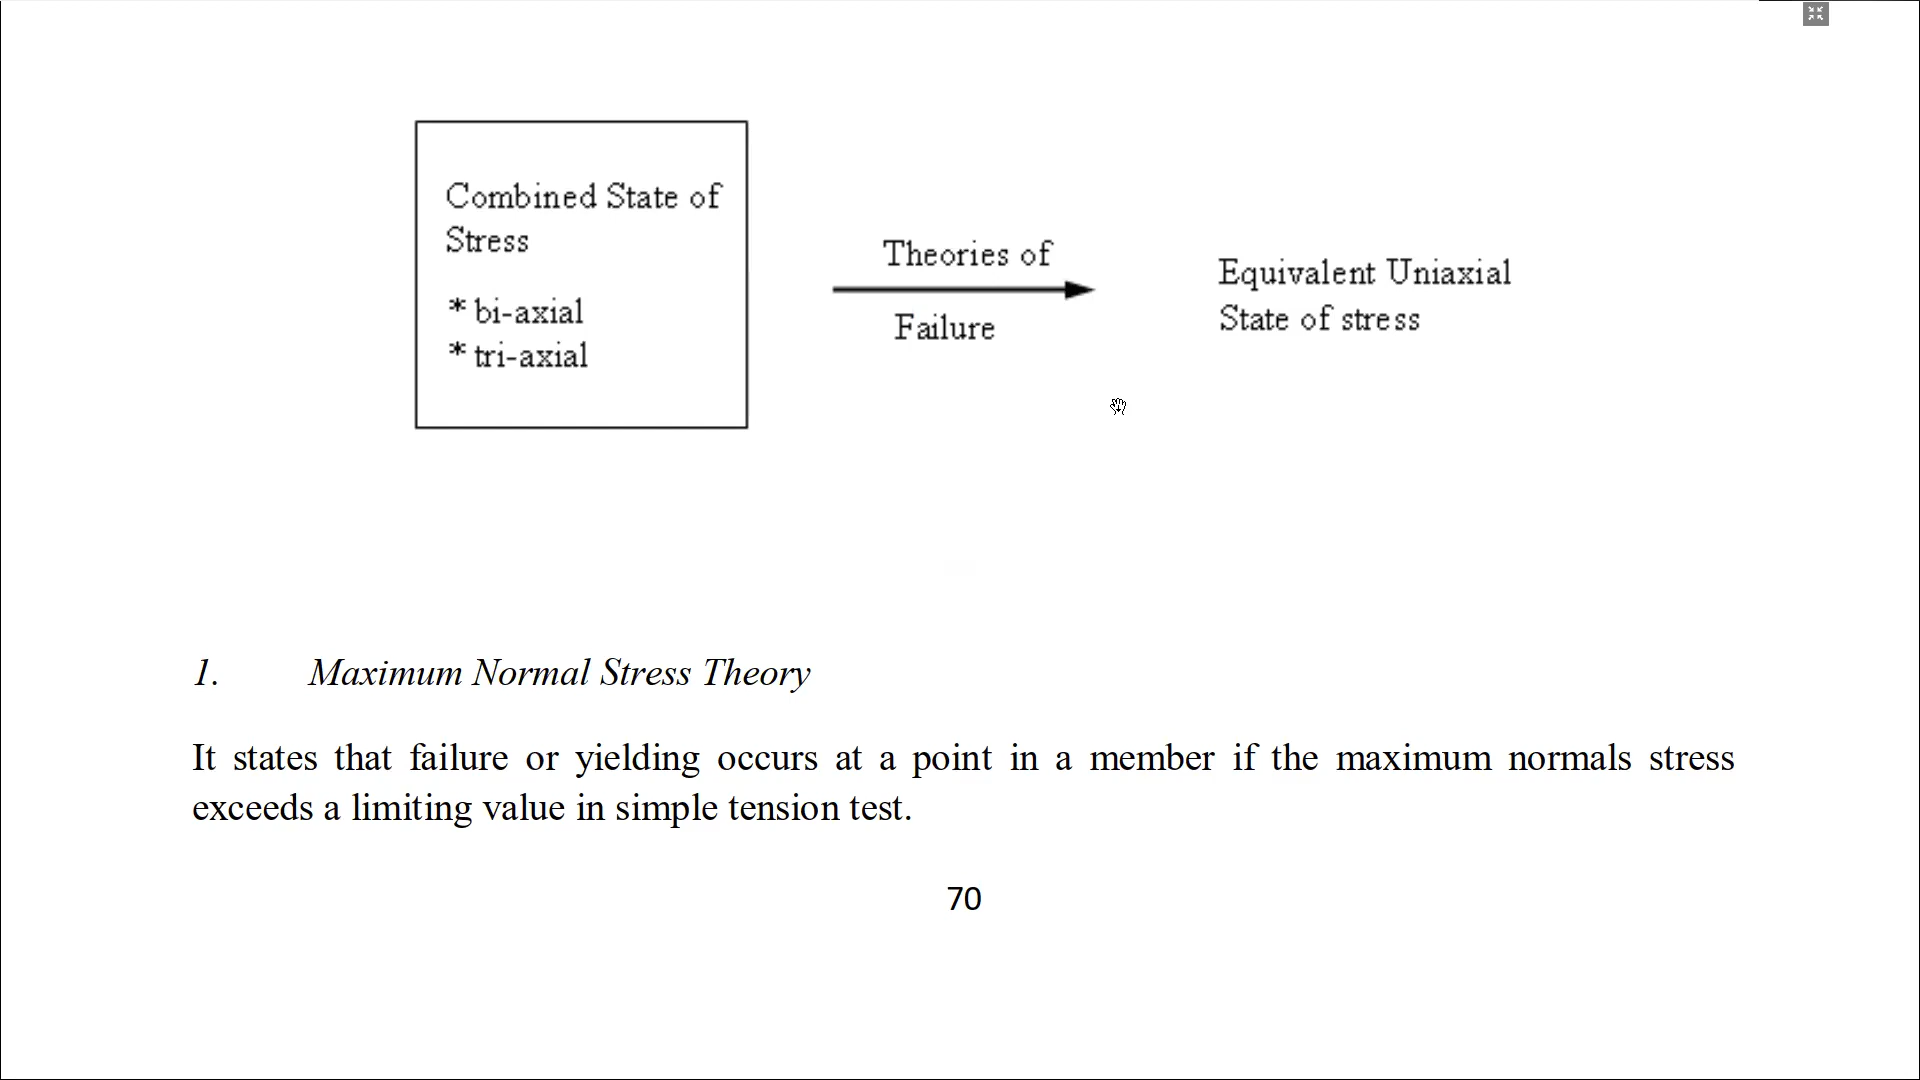 Combined State of
Stress
* bi-axial
* tri-axial
Theories of
Failure
Equivalent Uniaxial
State of stress
1. Maximum Normal Stress Theory
It states that failure or yielding occurs at a point in a member if the maximum normals stress
exceeds a limiting value in simple tension test.
70